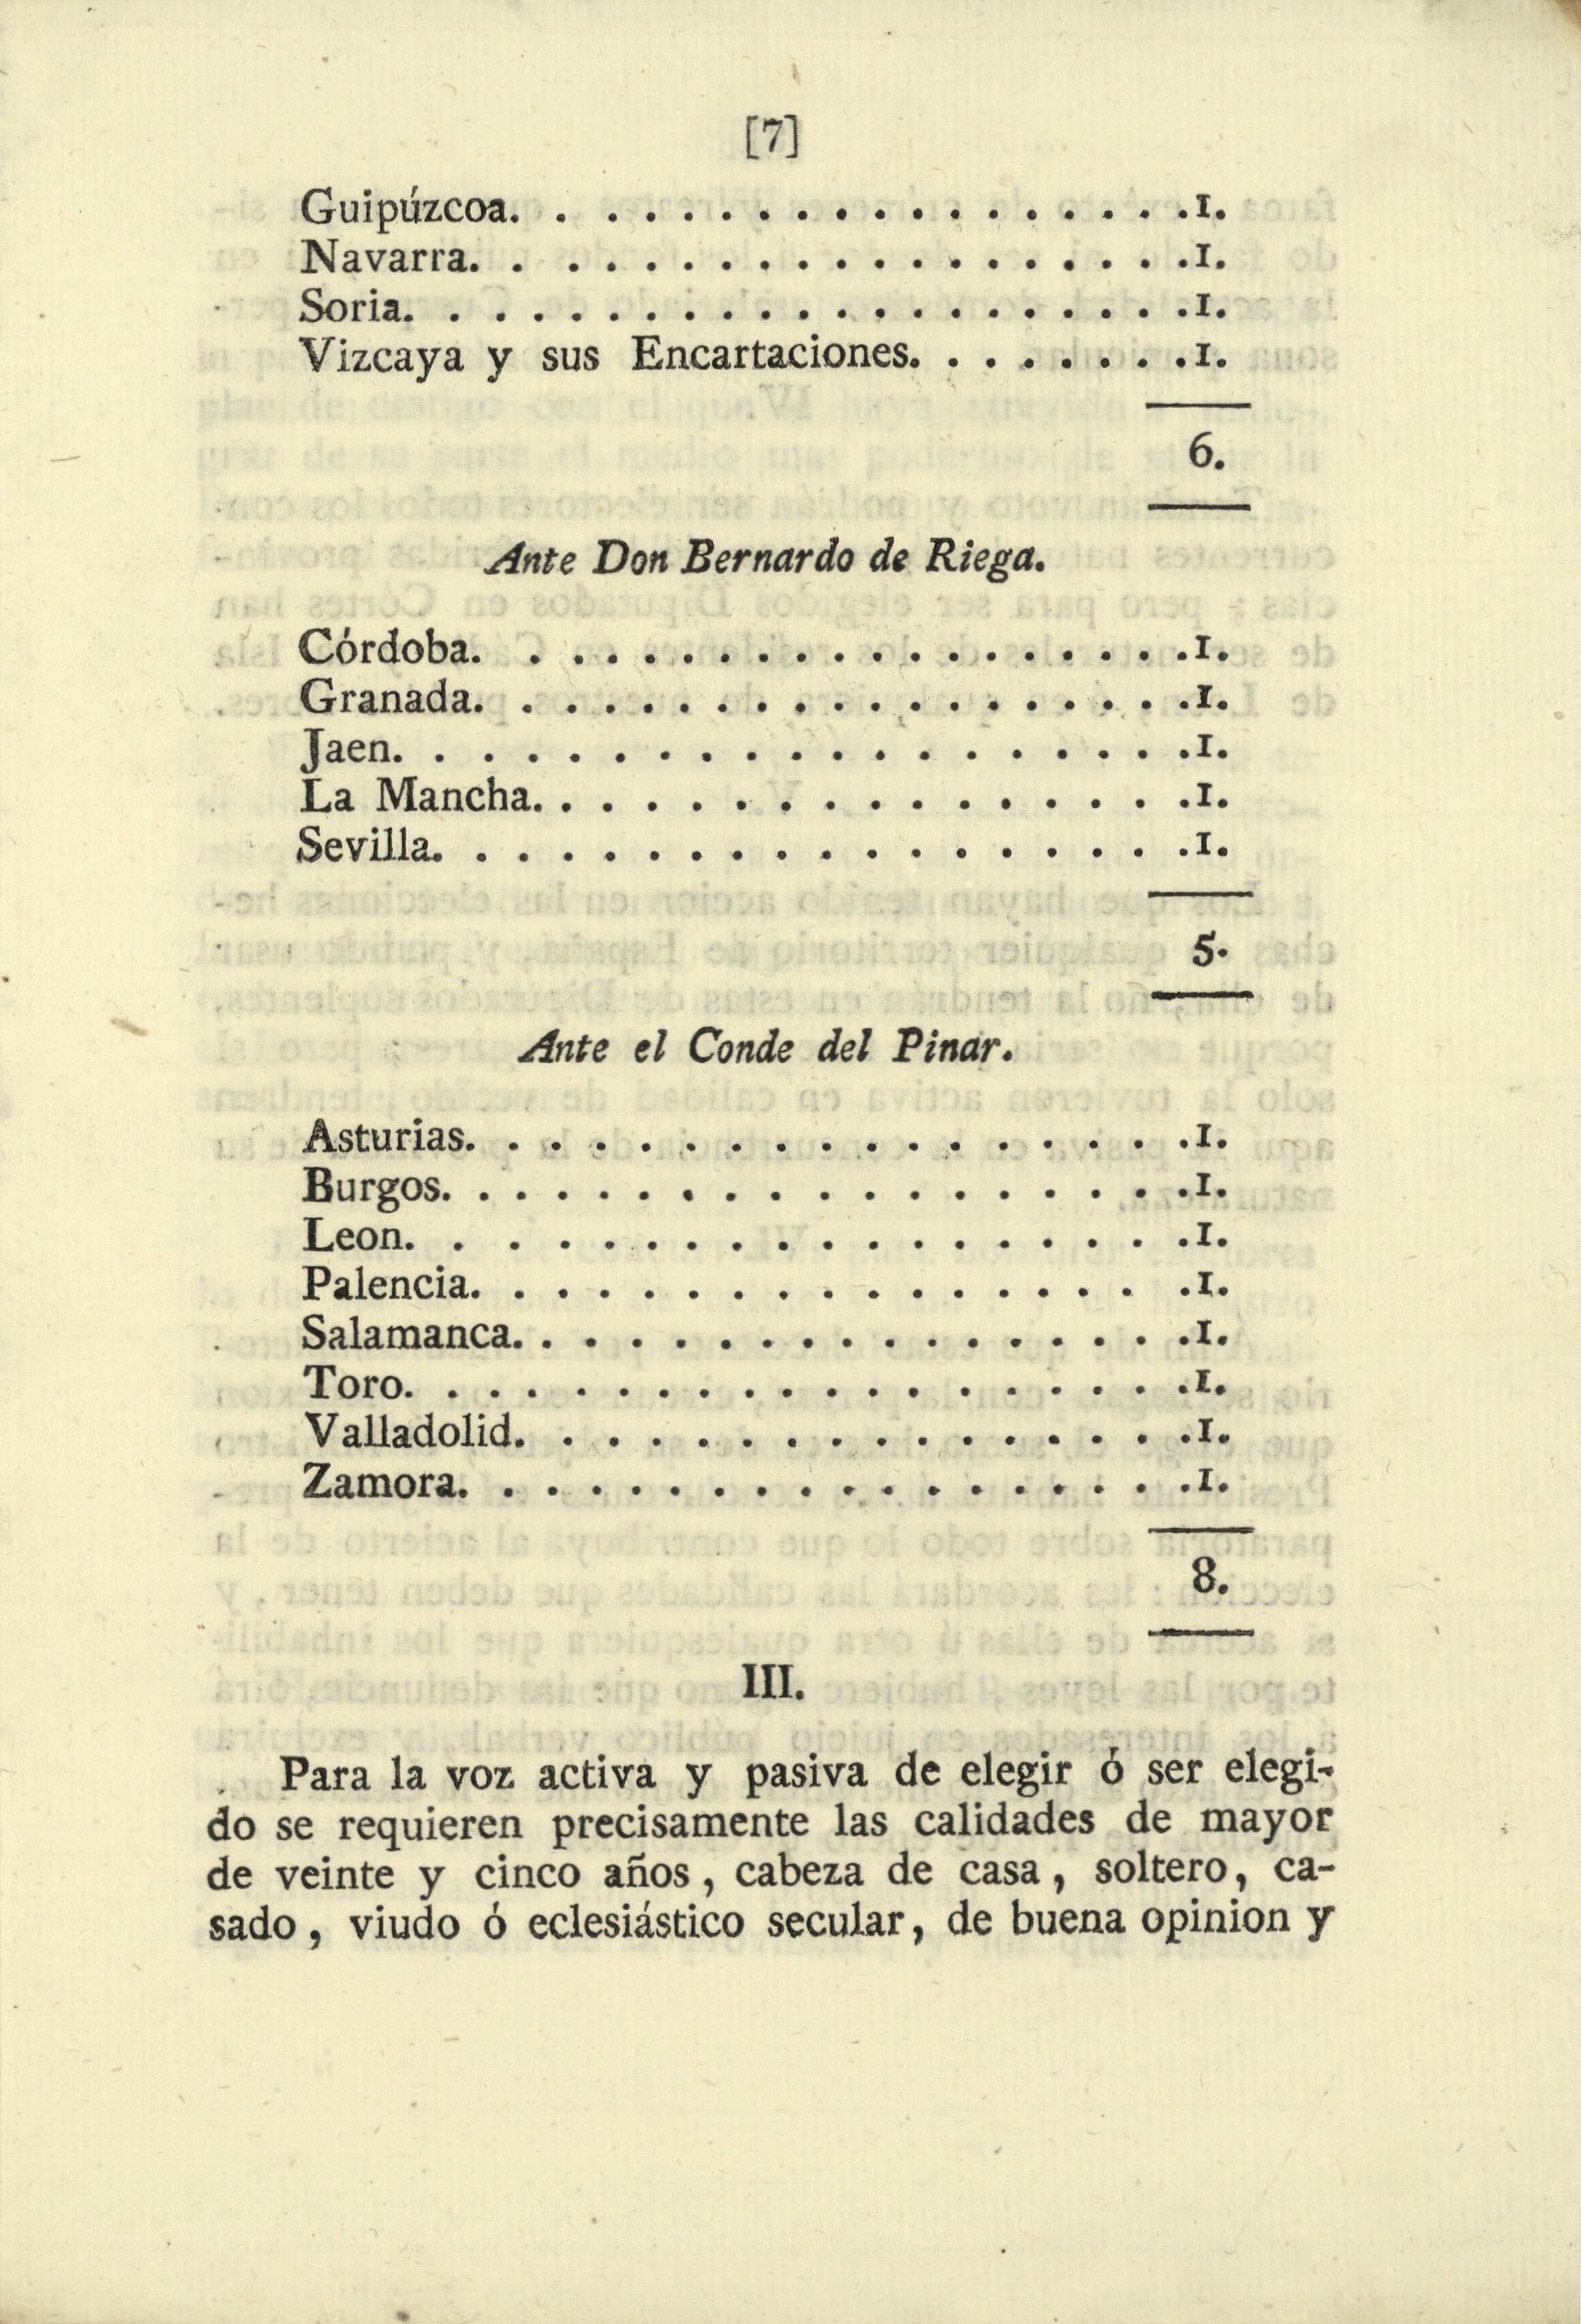 [7]
Guipúzcoa. . . . . . . . . . . . . . . . . . .1.
Navarra. . . . . . . . . . . . . . . . . . . .1.
Soria. . . . . . . . . . . . . . . . . . . . .1.
Vizcaya y sus Encartaciones. . . . . . . .1.
6.
Ante Don Bernardo de Riega.
Córdoba. . . . . . . . . . . . . . . . . . .1.
Granada. . . . . . . . . . . . . . . . . . .1.
Jaen. . . . . . . . . . . . . . . . . . . . .1.
La Mancha. . . . . . . . . . . . . . . . .1.
Sevilla. . . . . . . . . . . . . . . . . . .1.
5.
Ante el Conde del Pinar.
Asturias. . . . . . . . . . . . . . . . . .1.
Burgos. . . . . . . . . . . . . . . . . . .1.
Leon. . . . . . . . . . . . . . . . . . . .1.
Palencia. . . . . . . . . . . . . . . . . .1.
Salamanca. . . . . . . . . . . . . . . . .1.
Toro. . . . . . . . . . . . . . . . . . . .1.
Valladolid. . . . . . . . . . . . . . . . .1.
Zamora. . . . . . . . . . . . . . . . . . .1.
8.
III.
Para la voz activa y pasiva de elegir ó ser elegi-
do se requieren precisamente las calidades de mayor
de veinte y cinco años, cabeza de casa, soltero, ca-
sado, viudo ó eclesiástico secular, de buena opinion y